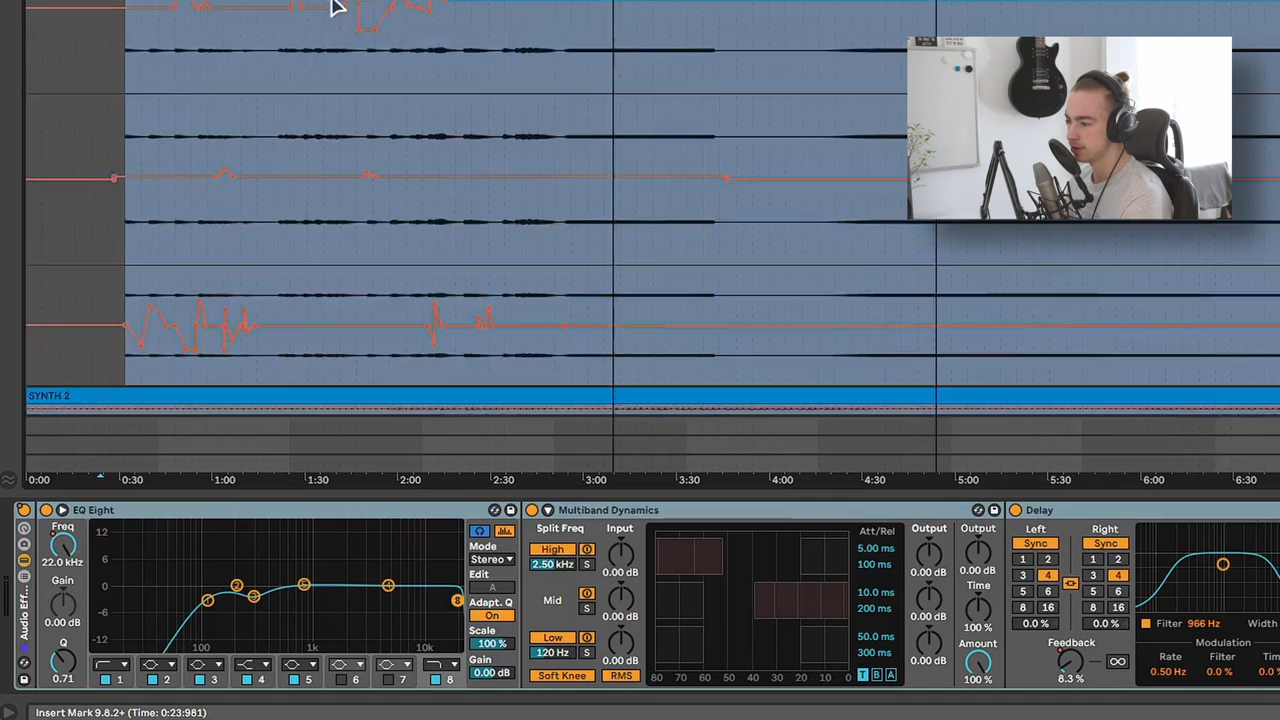 SYNTH 2
0:00 0:30 1:00 1:30 2:00 2:30 3:00 3:30 4:00 4:30 5:00 5:30 6:00 6:30
EQ Eight
Freq
22.0 kHz
Gain
0.00 dB
Q
0.71
12
6
0
-6
-12
100 1k 10k
1 2 3 4 5 6 7 8
Mode
Stereo
Edit
A
Adapt. Q
On
Scale
100 %
Gain
0.00 dB
Multiband Dynamics
Split Freq Input
High
2.50 kHz S
0.00 dB
Mid
S
0.00 dB
Low
120 Hz S
0.00 dB
Soft Knee RMS
80 70 60 50 40 30 20 10 0
Att/Rel
5.00 ms
100 ms
10.0 ms
200 ms
50.0 ms
300 ms
T B A
Output
0.00 dB
0.00 dB
0.00 dB
Output
0.00 dB
Time
100 %
Amount
100 %
Delay
Left Right
Sync Sync
1 2 1 2
3 4 3 4
5 6 5 6
8 16 8 16
0.0 % 0.0 %
Feedback
8.3 %
Filter 966 Hz Width
Modulation
Rate Filter
0.50 Hz 0.0 %
Audio Eff
Insert Mark 9.8.2+ (Time: 0:23:981)